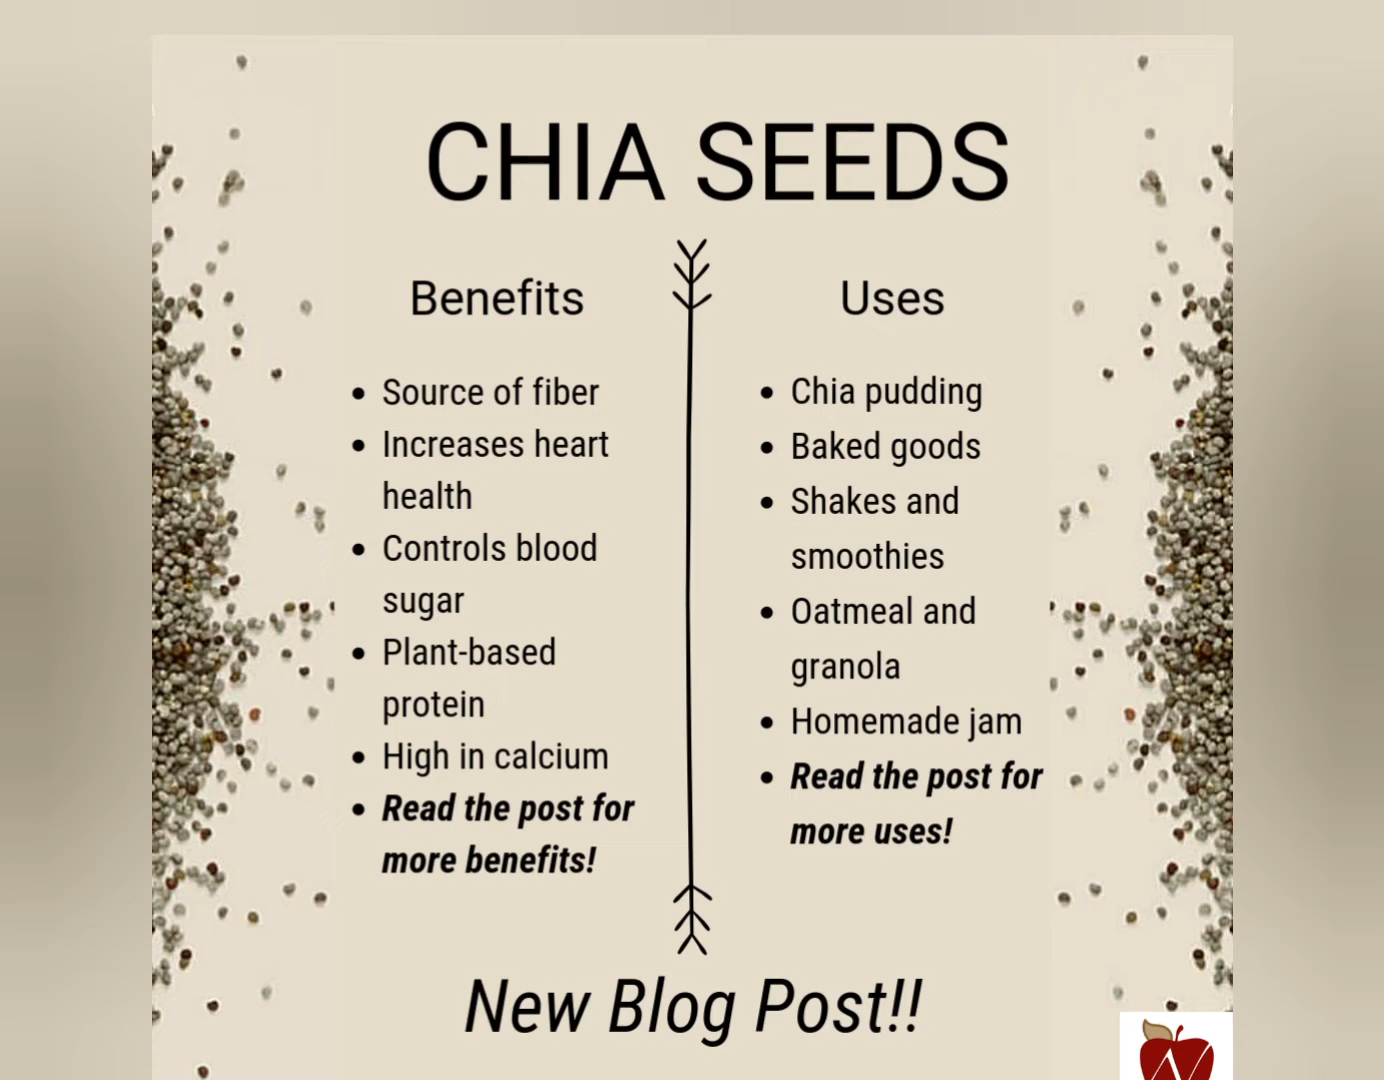 CHIA SEEDS
Benefits
• Source of fiber
• Increases heart
health
• Controls blood
sugar
• Plant-based
protein
• High in calcium
• Read the post for
more benefits!
Uses
• Chia pudding
• Baked goods
• Shakes and
smoothies
• Oatmeal and
granola
• Homemade jam
• Read the post for
more uses!
New Blog Post!!